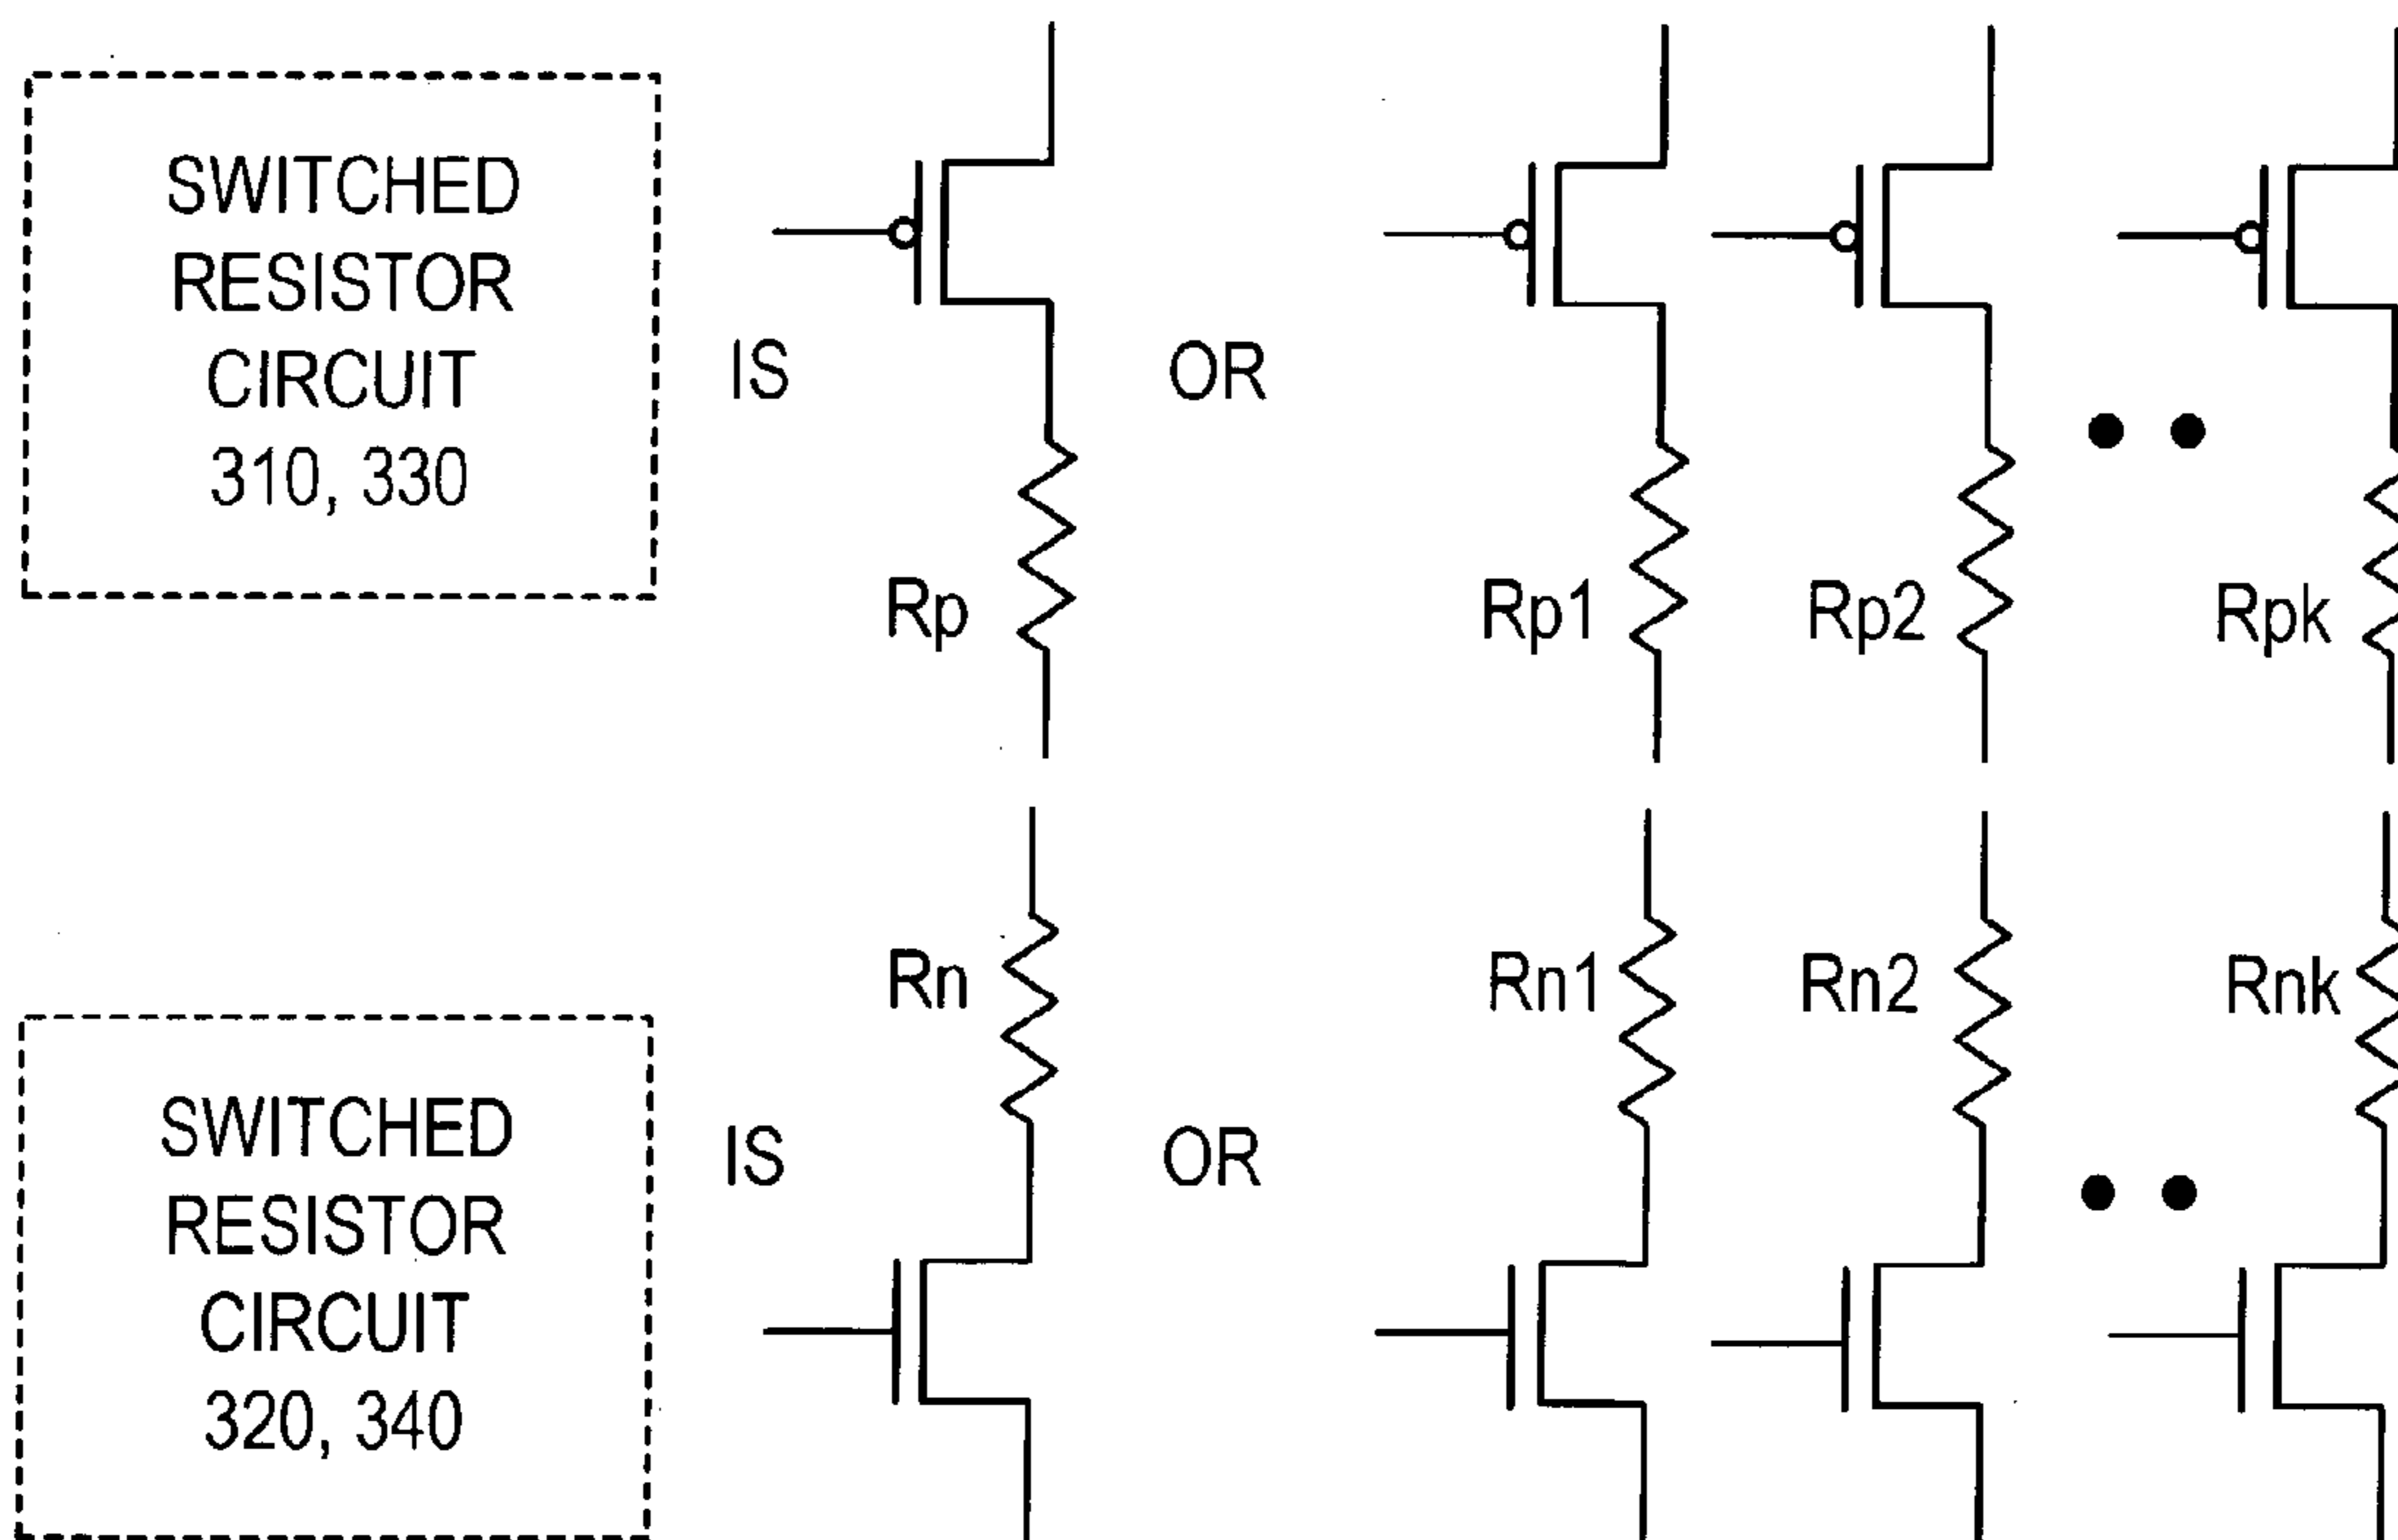 SWITCHED
RESISTOR
CIRCUIT
310, 330
IS
Rp
OR
Rp1
Rp2
Rpk
SWITCHED
RESISTOR
CIRCUIT
320, 340
IS
Rn
OR
Rn1
Rn2
Rnk